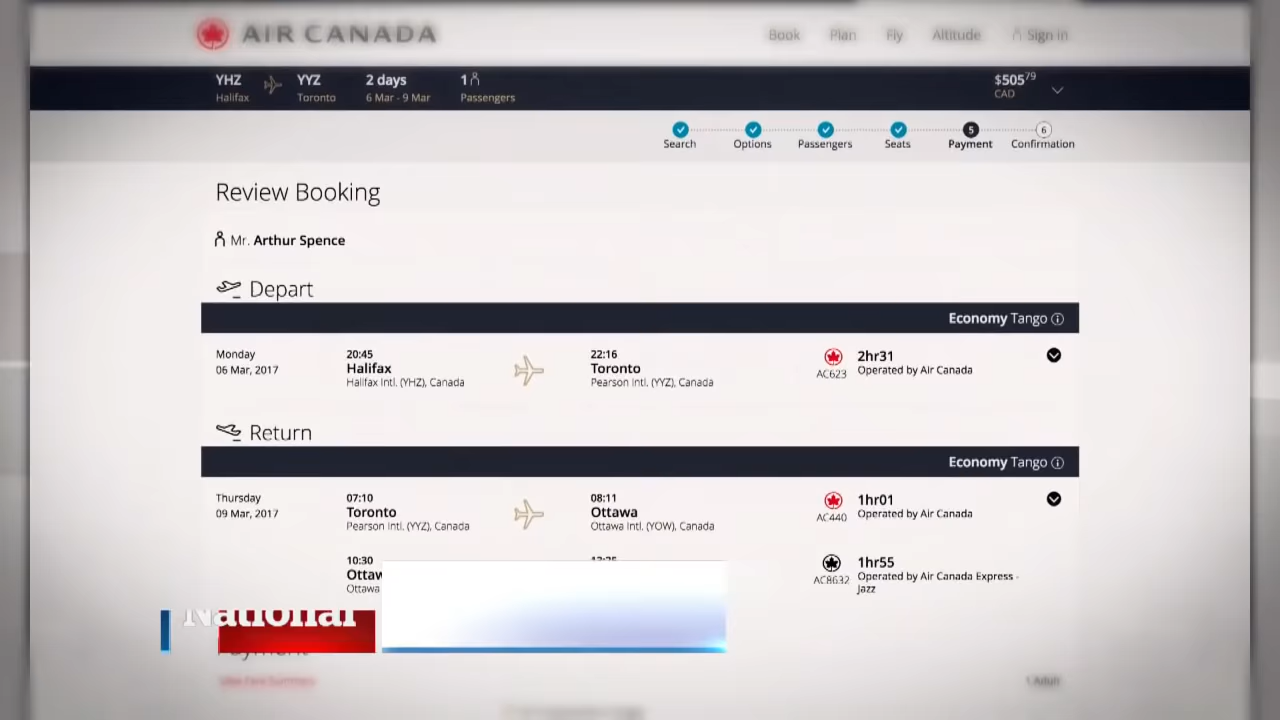 AIR CANADA
Book Plan Fly Altitude Sign in
YHZ YYZ 2 days 1 $505 79
Halifax Toronto 6 Mar - 9 Mar Passengers CAD
5 6
Search Options Passengers Seats Payment Confirmation
Review Booking
Mr. Arthur Spence
Depart
Economy Tango
Monday 20:45 22:16 2hr31
06 Mar, 2017 Halifax Toronto AC623 Operated by Air Canada
Halifax Intl. (YHZ), Canada Pearson Intl. (YYZ), Canada
Return
Economy Tango
Thursday 07:10 08:11 1hr01
09 Mar, 2017 Toronto Ottawa AC440 Operated by Air Canada
Pearson Intl. (YYZ), Canada Ottawa Intl. (YOW), Canada
10:30 1hr55
AC8632 Operated by Air Canada Express -
Ottawa Jazz
National
1 Adult